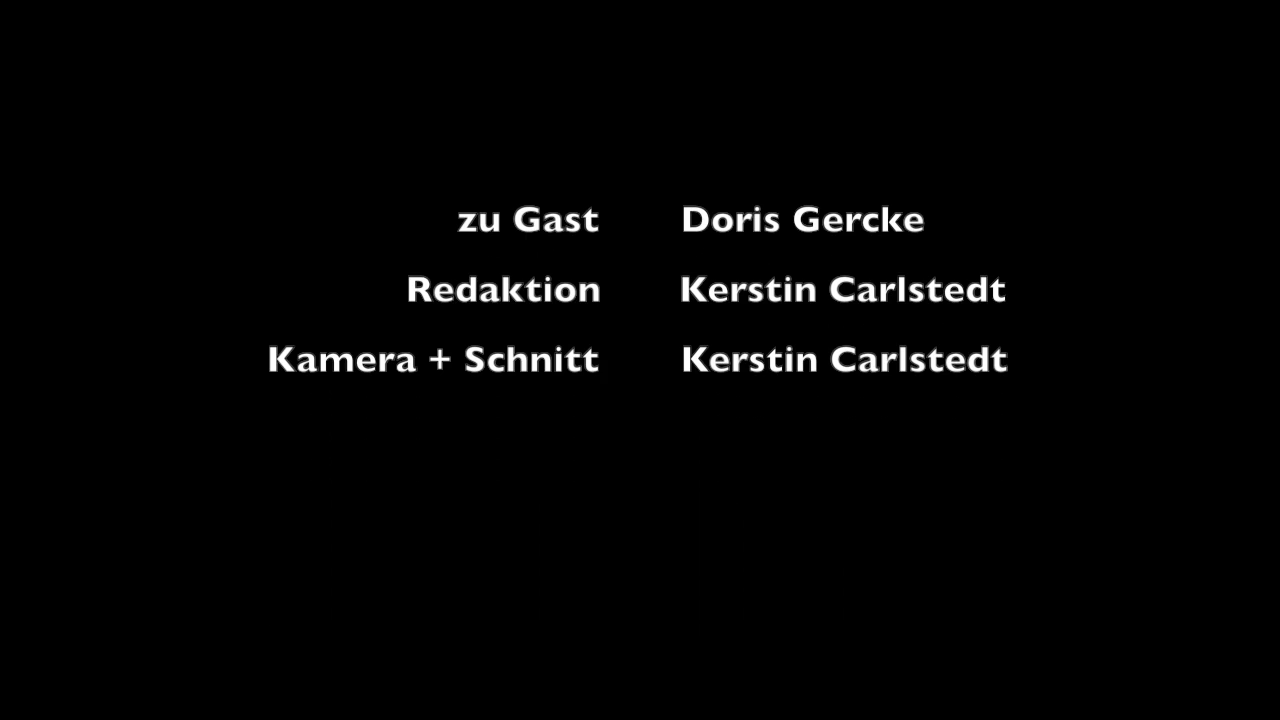 zu Gast Doris Gercke
Redaktion Kerstin Carlstedt
Kamera + Schnitt Kerstin Carlstedt